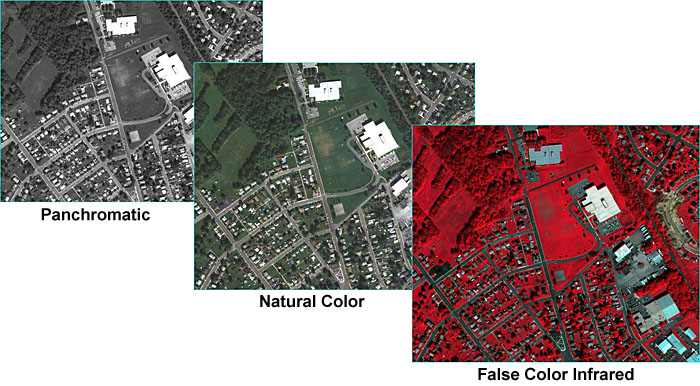 Panchromatic
Natural Color
False Color Infrared